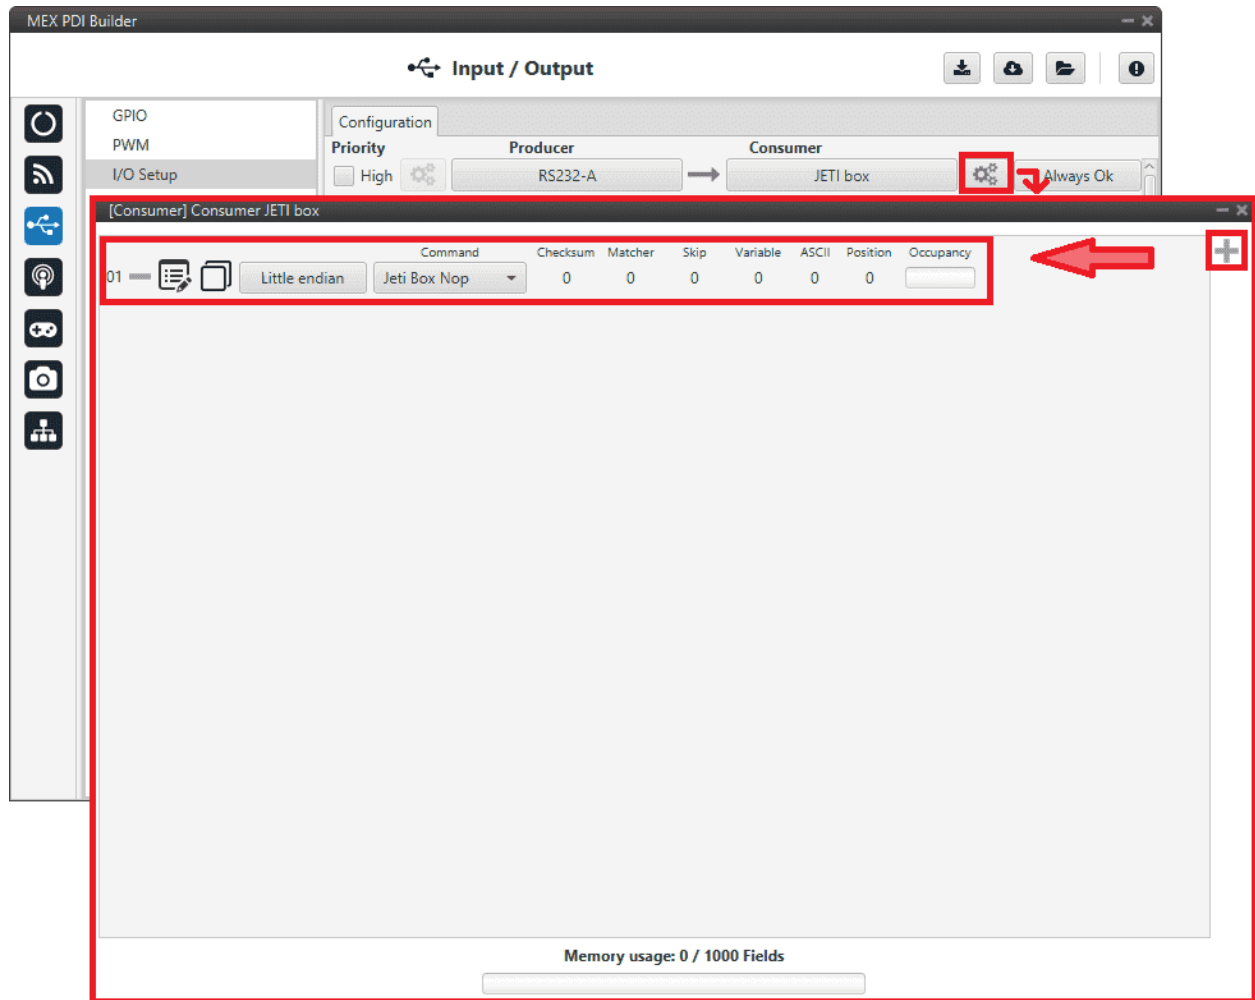 MEX PDI Builder
Input / Output
GPIO
PWM
I/O Setup
Configuration
Priority Producer Consumer
High RS232-A JETI box Always Ok
[Consumer] Consumer JETI box
Command Checksum Matcher Skip Variable ASCII Position Occupancy
01 Little endian Jeti Box Nop 0 0 0 0 0 0
Memory usage: 0 / 1000 Fields